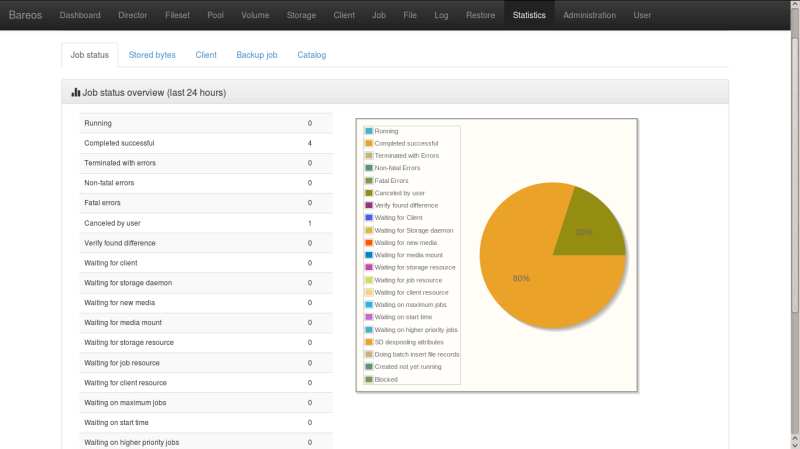 Bareos Dashboard Director Fileset Pool Volume Storage Client Job File Log Restore Statistics Administration User
Job status Stored bytes Client Backup job Catalog
Job status overview (last 24 hours)
Running 0
Completed successful 4
Terminated with errors 0
Non-fatal errors 0
Fatal errors 0
Canceled by user 1
Verify found difference 0
Waiting for client 0
Waiting for storage daemon 0
Waiting for new media 0
Waiting for media mount 0
Waiting for storage resource 0
Waiting for job resource 0
Waiting for client resource 0
Waiting on maximum jobs 0
Waiting on start time 0
Waiting on higher priority jobs 0
Running
Completed successful
Terminated with Errors
Non-fatal Errors
Fatal Errors
Canceled by user
Verify found difference
Waiting for Client
Waiting for Storage daemon
Waiting for new media
Waiting for media mount
Waiting for storage resource
Waiting for job resource
Waiting for client resource
Waiting on maximum jobs
Waiting on start time
Waiting on higher priority jobs
SD despooling attributes
Doing batch insert file records
Created not yet running
Blocked
20%
80%